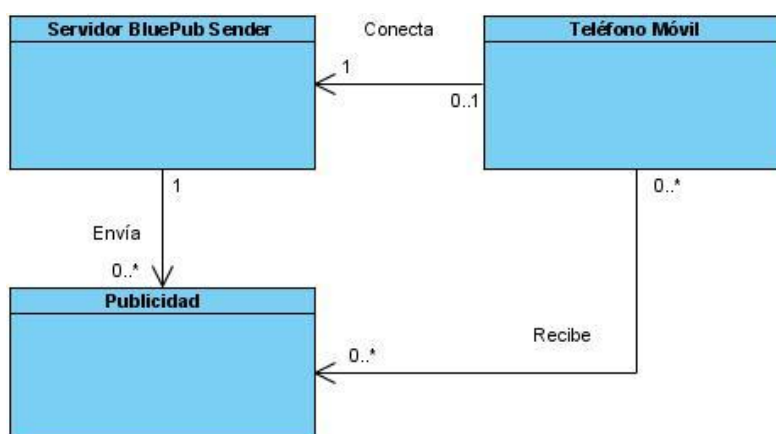 Servidor BluePub Sender
Conecta
Teléfono Móvil
1
0..1
1
0..*
Envía
0..*
Publicidad
Recibe
0..*